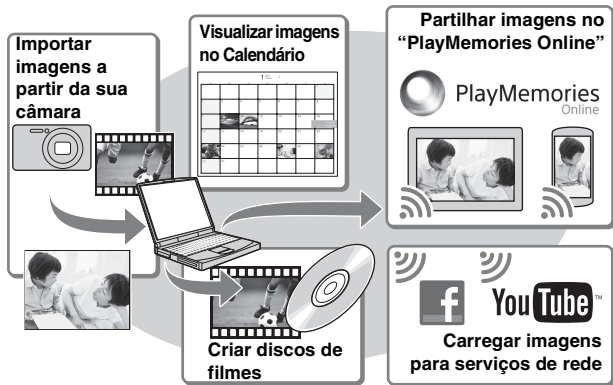 Importar
imagens a
partir da sua
câmara
Visualizar imagens
no Calendário
Partilhar imagens no
“PlayMemories Online”
PlayMemories
Online
Criar discos de
filmes
f
YouTube™
Carregar imagens
para serviços de rede